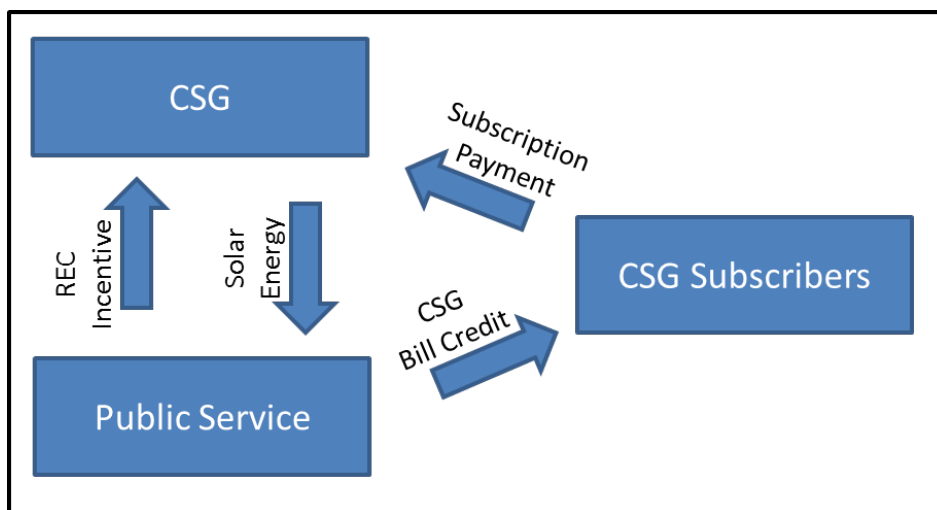 CSG
Subscription
Payment
REC
Incentive
Solar
Energy
CSG Subscribers
CSG
Bill Credit
Public Service